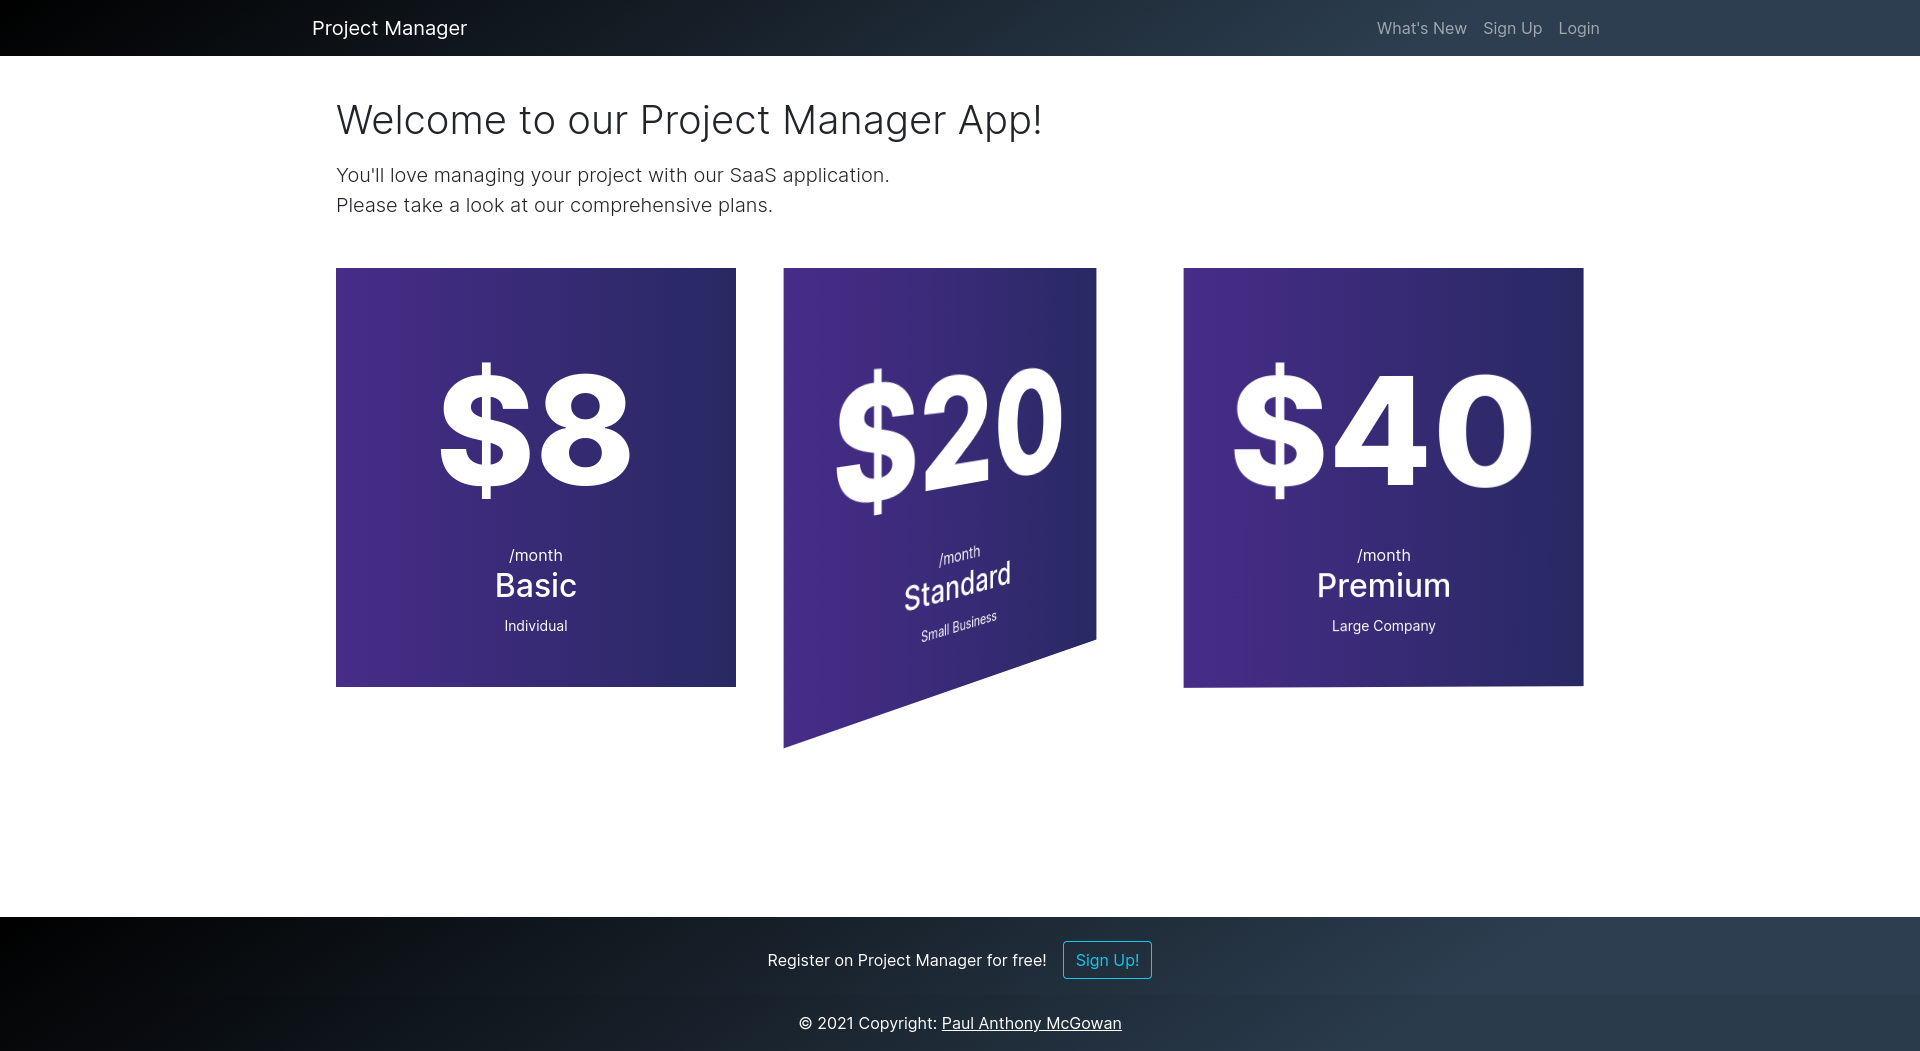 Project Manager
What's New
Sign Up
Login
Welcome to our Project Manager App!
You'll love managing your project with our SaaS application.
Please take a look at our comprehensive plans.
$8
/month
Basic
Individual
$20
/month
Standard
Small Business
$40
/month
Premium
Large Company
Register on Project Manager for free!
Sign Up!
© 2021 Copyright: Paul Anthony McGowan